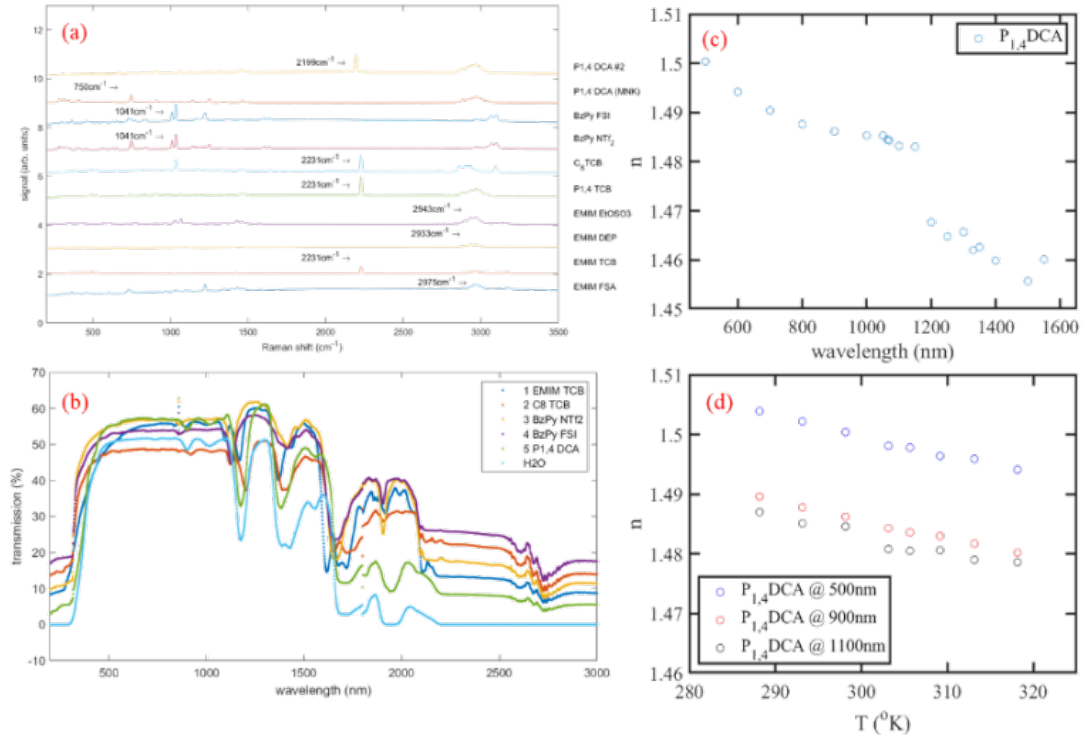 (a)
12
10
8
6
4
2
0
signal (arb. units)
2199cm⁻¹ →
750cm⁻¹ →
1041cm⁻¹ →
1041cm⁻¹ →
2231cm⁻¹ →
2231cm⁻¹ →
2943cm⁻¹ →
2933cm⁻¹ →
2231cm⁻¹ →
2975cm⁻¹ →
P1,4 DCA #2
P1,4 DCA (MNK)
BzPy FSI
BzPy NTf₂
C₈TCB
P1,4 TCB
EMIM EtOSO3
EMIM DEP
EMIM TCB
EMIM FSA
500 1000 1500 2000 2500 3000 3500
Raman shift (cm⁻¹)
(b)
70
60
50
40
30
20
10
0
-10
transmission (%)
1 EMIM TCB
2 C8 TCB
3 BzPy NTf2
4 BzPy FSI
5 P1,4 DCA
H2O
500 1000 1500 2000 2500 3000
wavelength (nm)
(c)
P₁,₄DCA
1.51
1.5
1.49
1.48
1.47
1.46
1.45
n
600 800 1000 1200 1400 1600
wavelength (nm)
(d)
1.51
1.5
1.49
1.48
1.47
1.46
n
P₁,₄DCA @ 500nm
P₁,₄DCA @ 900nm
P₁,₄DCA @ 1100nm
280 290 300 310 320
T (°K)